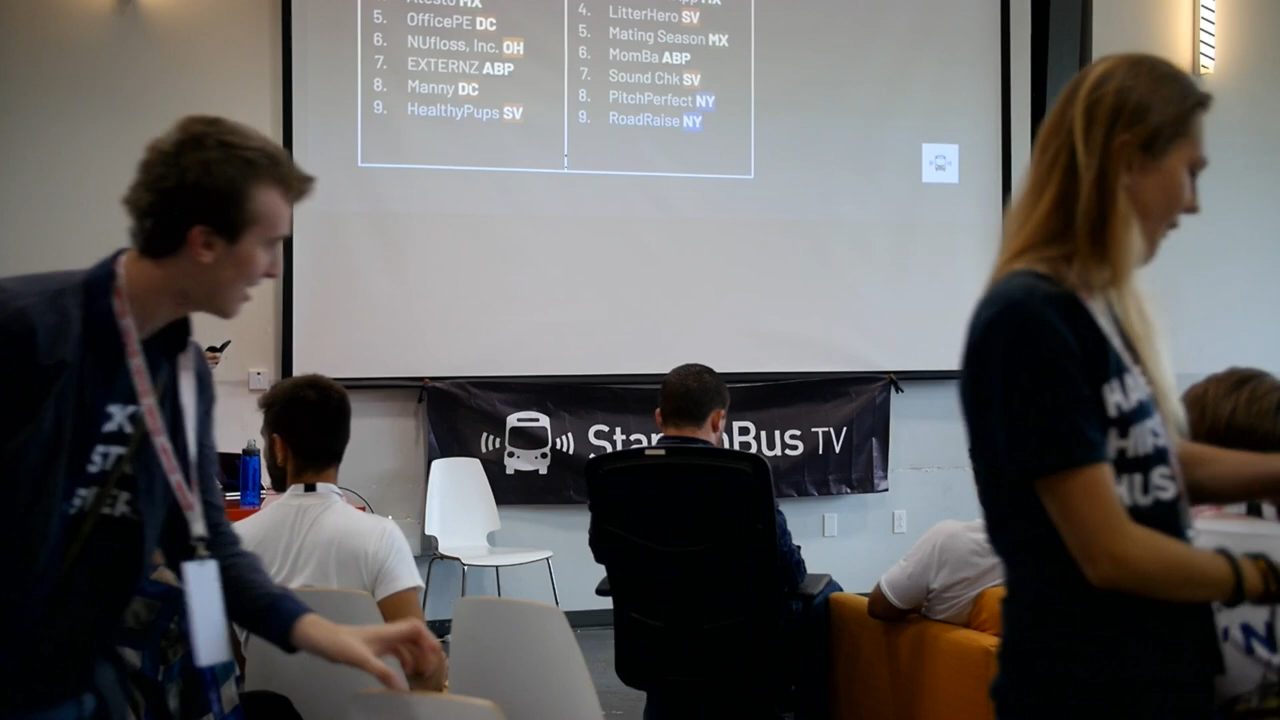 5. OfficePE DC
6. NUfloss, Inc. OH
7. EXTERNZ ABP
8. Manny DC
9. HealthyPups SV
4. LitterHero SV
5. Mating Season MX
6. MomBa ABP
7. Sound Chk SV
8. PitchPerfect NY
9. RoadRaise NY
Sta Bus TV